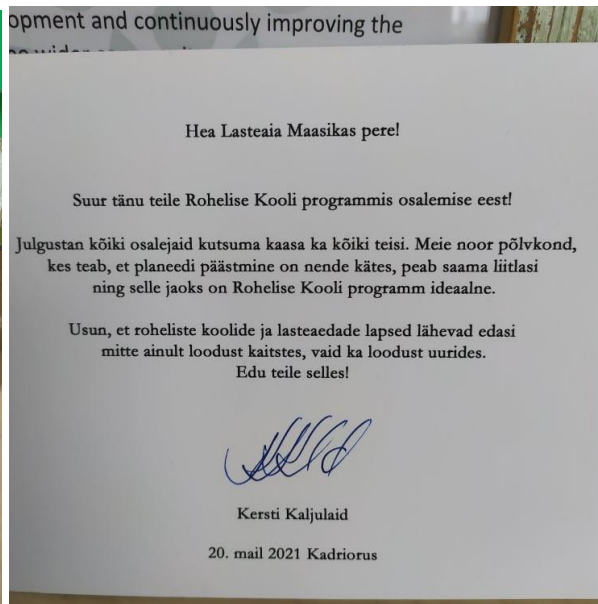 opment and continuously improving the
Hea Lasteaia Maasikas pere!
Suur tänu teile Rohelise Kooli programmis osalemise eest!
Julgustan kõiki osalejaid kutsuma kaasa ka kõiki teisi. Meie noor põlvkond,
kes teab, et planeedi päästmine on nende kätes, peab saama liitlasi
ning selle jaoks on Rohelise Kooli programm ideaalne.
Usun, et roheliste koolide ja lasteaedade lapsed lähevad edasi
mitte ainult loodust kaitstes, vaid ka loodust uurides.
Edu teile selles!
Kersti Kaljulaid
20. mail 2021 Kadriorus